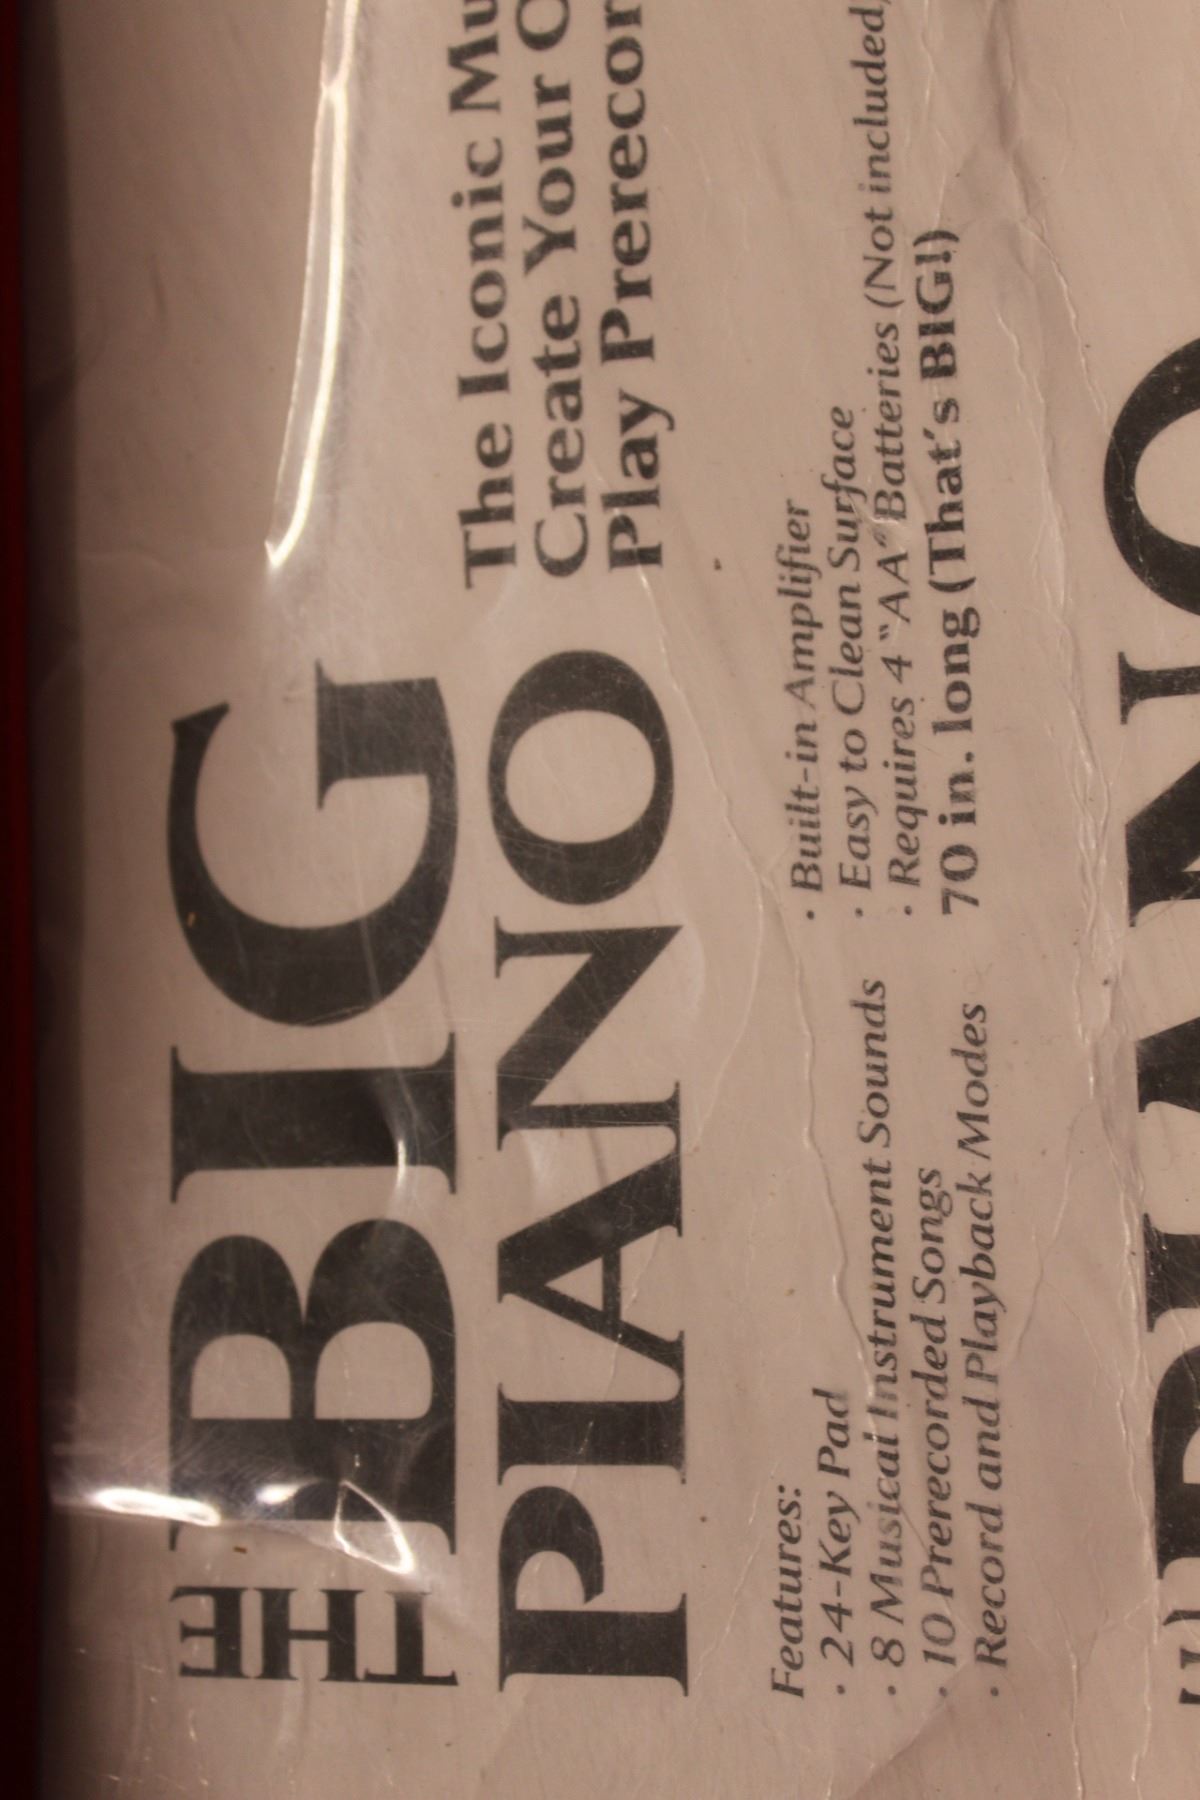 THE
BIG
PIANO
The Iconic
Create Your
Play
Features:
· 24-Key Pad
· 8 Musical Instrument Sounds
· 10 Prerecorded Songs
· Record and Playback Modes
· Built-in Amplifier
· Easy to Clean Surface
· Requires 4 "AA" Batteries (Not included)
70 in. long (That's BIG!)
PIANO